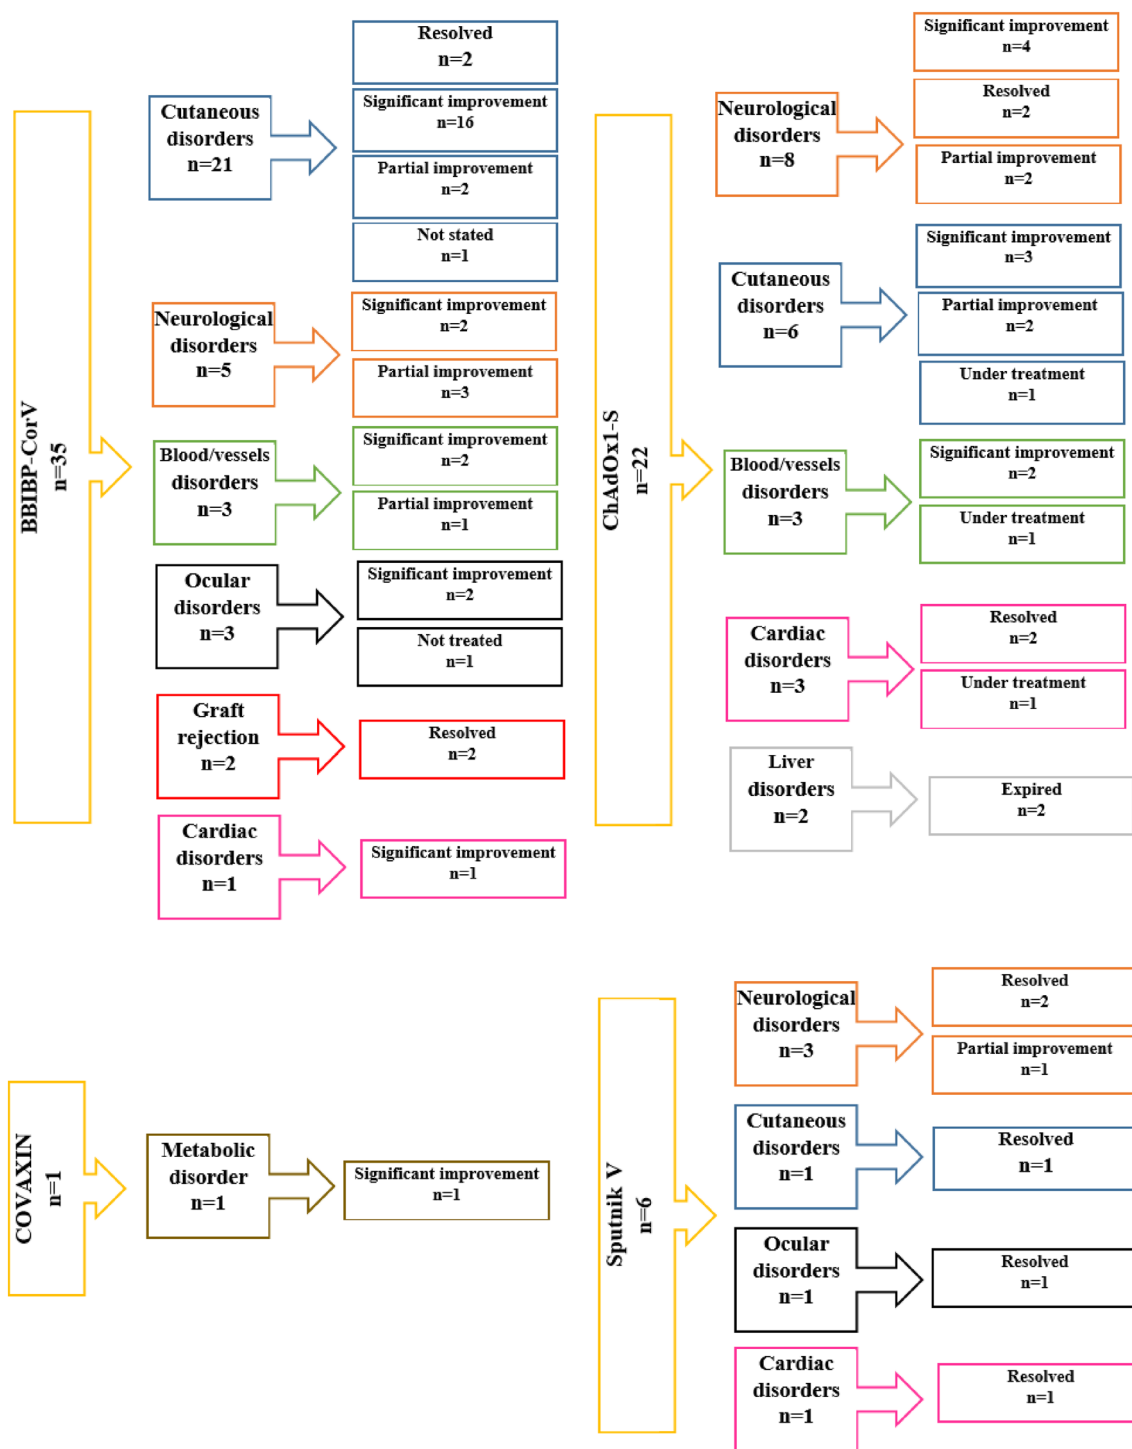 BBIBP-CorV
n=35
Cutaneous
disorders
n=21
Resolved
n=2
Significant improvement
n=16
Partial improvement
n=2
Not stated
n=1
Neurological
disorders
n=5
Significant improvement
n=2
Partial improvement
n=3
Blood/vessels
disorders
n=3
Significant improvement
n=2
Partial improvement
n=1
Ocular
disorders
n=3
Significant improvement
n=2
Not treated
n=1
Graft
rejection
n=2
Resolved
n=2
Cardiac
disorders
n=1
Significant improvement
n=1
ChAdOx1-S
n=22
Neurological
disorders
n=8
Significant improvement
n=4
Resolved
n=2
Partial improvement
n=2
Cutaneous
disorders
n=6
Significant improvement
n=3
Partial improvement
n=2
Under treatment
n=1
Blood/vessels
disorders
n=3
Significant improvement
n=2
Under treatment
n=1
Cardiac
disorders
n=3
Resolved
n=2
Under treatment
n=1
Liver
disorders
n=2
Expired
n=2
COVAXIN
n=1
Metabolic
disorder
n=1
Significant improvement
n=1
Sputnik V
n=6
Neurological
disorders
n=3
Resolved
n=2
Partial improvement
n=1
Cutaneous
disorders
n=1
Resolved
n=1
Ocular
disorders
n=1
Resolved
n=1
Cardiac
disorders
n=1
Resolved
n=1